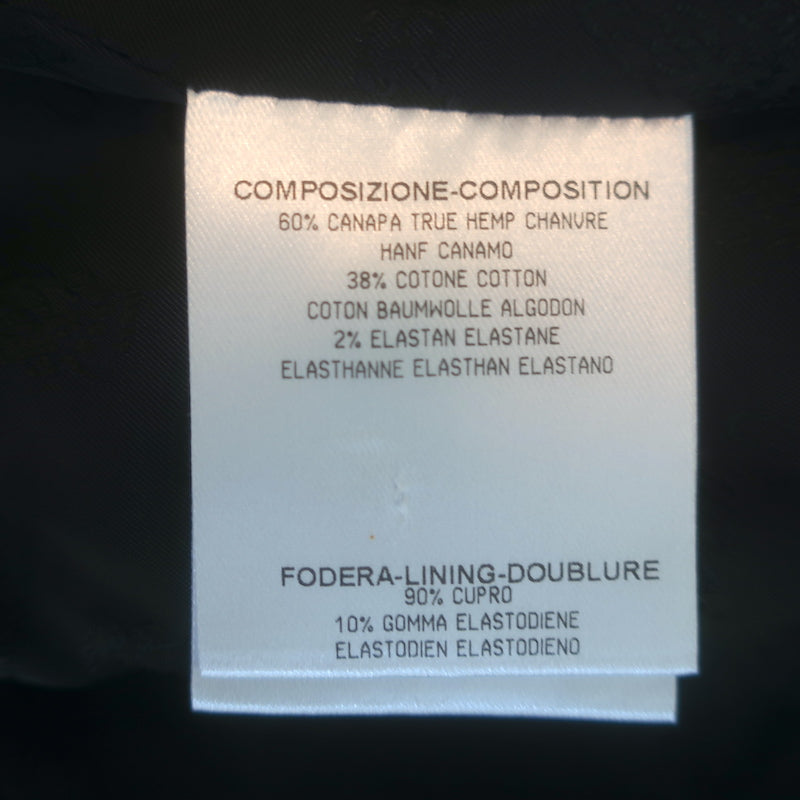 COMPOSIZIONE-COMPOSITION
60% CANAPA TRUE HEMP CHANVRE
HANF CANAMO
38% COTONE COTTON
COTON BAUMWOLLE ALGODON
2% ELASTAN ELASTANE
ELASTHANNE ELASTHAN ELASTANO
FODERA-LINING-DOUBLURE
90% CUPRO
10% GOMMA ELASTODIENE
ELASTODIEN ELASTODIENO